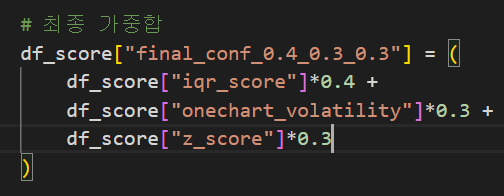 # 최종 가중합
df_score["final_conf_0.4_0.3_0.3"] = (
    df_score["iqr_score"]*0.4 +
    df_score["onechart_volatility"]*0.3 +
    df_score["z_score"]*0.3
)